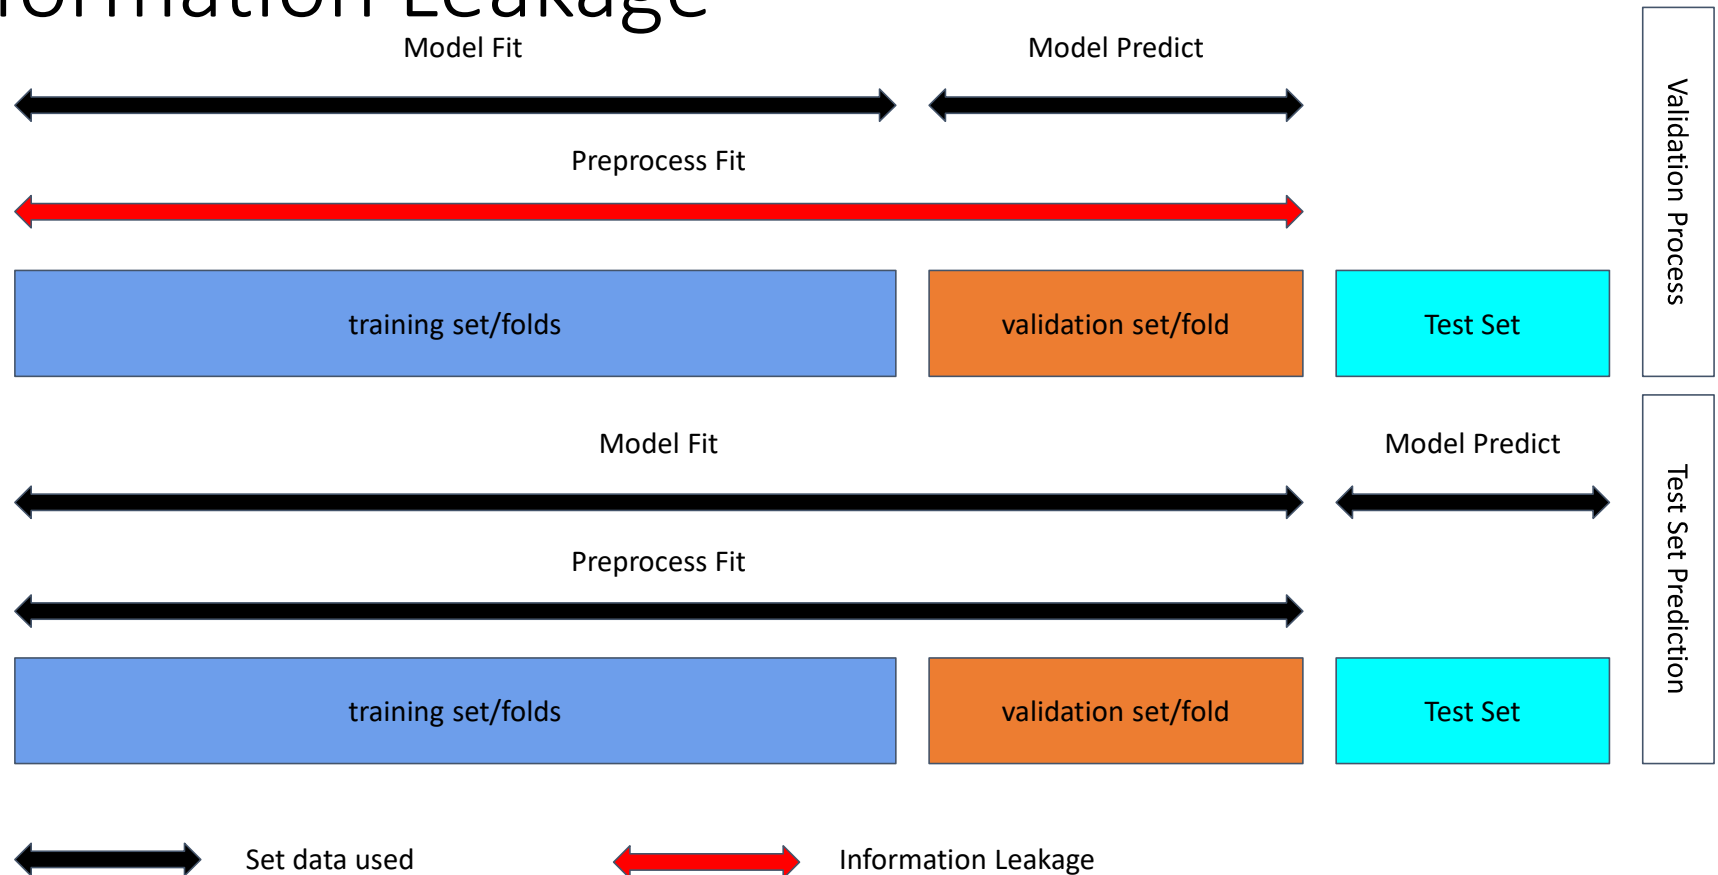 formation Leakage
Model Fit
Model Predict
Preprocess Fit
training set/folds
validation set/fold
Test Set
Validation Process
Model Fit
Model Predict
Preprocess Fit
training set/folds
validation set/fold
Test Set
Test Set Prediction
Set data used
Information Leakage